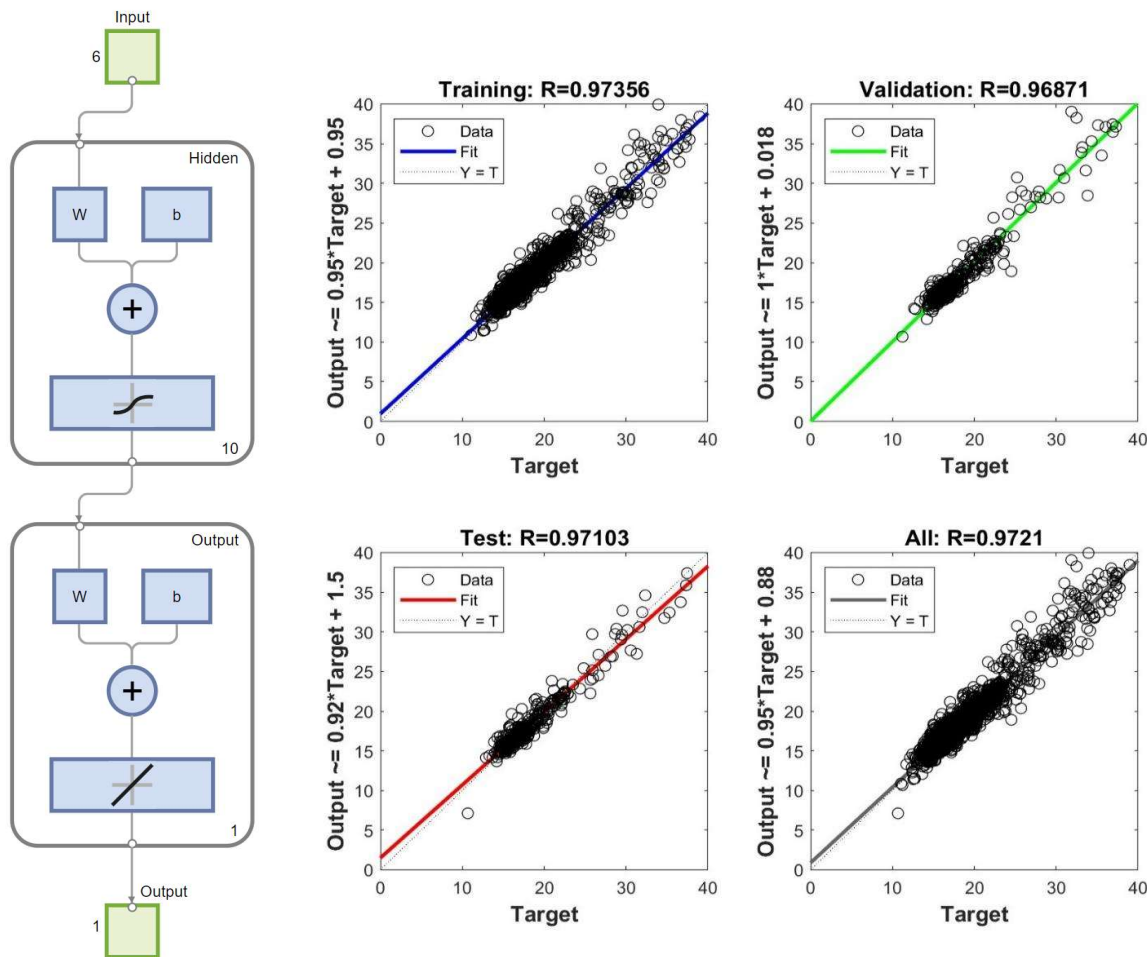 Input
6
Hidden
W
b
+
10
Output
W
b
+
1
Output
1
Training: R=0.97356
Output ~= 0.95*Target + 0.95
40
35
30
25
20
15
10
5
0
Data
Fit
Y = T
0 10 20 30 40
Target
Validation: R=0.96871
Output ~= 1*Target + 0.018
40
35
30
25
20
15
10
5
0
Data
Fit
Y = T
0 10 20 30 40
Target
Test: R=0.97103
Output ~= 0.92*Target + 1.5
40
35
30
25
20
15
10
5
0
Data
Fit
Y = T
0 10 20 30 40
Target
All: R=0.9721
Output ~= 0.95*Target + 0.88
40
35
30
25
20
15
10
5
0
Data
Fit
Y = T
0 10 20 30 40
Target